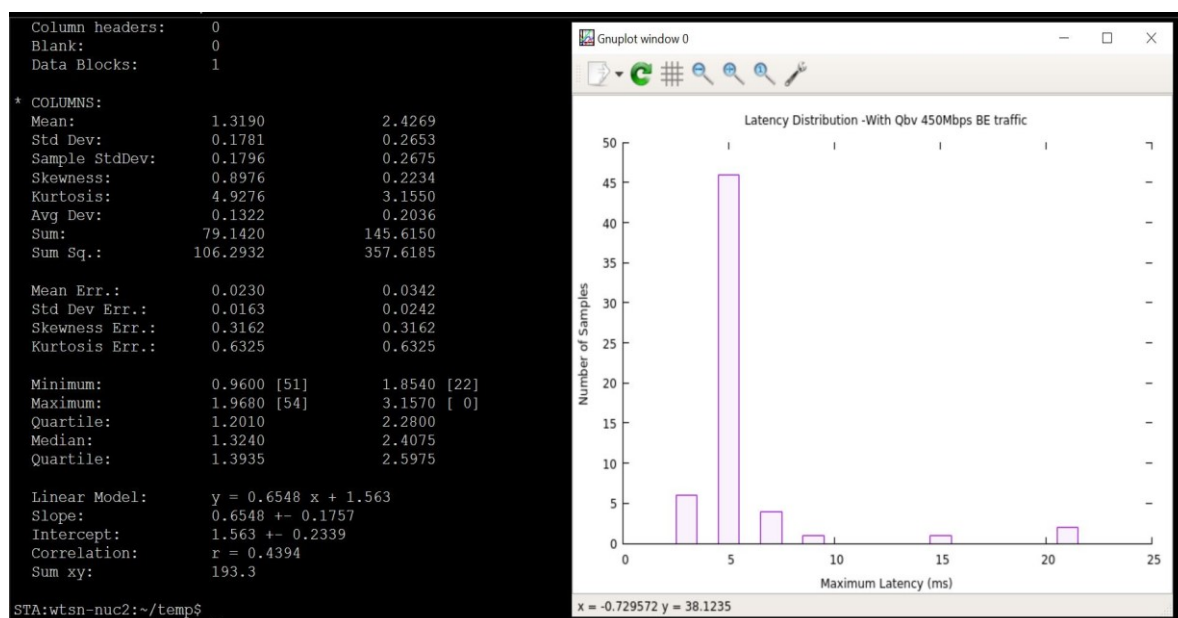 Column headers: 0
Blank: 0
Data Blocks: 1
* COLUMNS:
Mean: 1.3190 2.4269
Std Dev: 0.1781 0.2653
Sample StdDev: 0.1796 0.2675
Skewness: 0.8976 0.2234
Kurtosis: 4.9276 3.1550
Avg Dev: 0.1322 0.2036
Sum: 79.1420 145.6150
Sum Sq.: 106.2932 357.6185
Mean Err.: 0.0230 0.0342
Std Dev Err.: 0.0163 0.0242
Skewness Err.: 0.3162 0.3162
Kurtosis Err.: 0.6325 0.6325
Minimum: 0.9600 [51] 1.8540 [22]
Maximum: 1.9680 [54] 3.1570 [ 0]
Quartile: 1.2010 2.2800
Median: 1.3240 2.4075
Quartile: 1.3935 2.5975
Linear Model: y = 0.6548 x + 1.563
Slope: 0.6548 +- 0.1757
Intercept: 1.563 +- 0.2339
Correlation: r = 0.4394
Sum xy: 193.3
STA:wtsn-nuc2:~/temp$
Gnuplot window 0
Latency Distribution -With Qbv 450Mbps BE traffic
50
45
40
35
30
25
20
15
10
5
0
Number of Samples
0 5 10 15 20 25
Maximum Latency (ms)
x = -0.729572 y = 38.1235